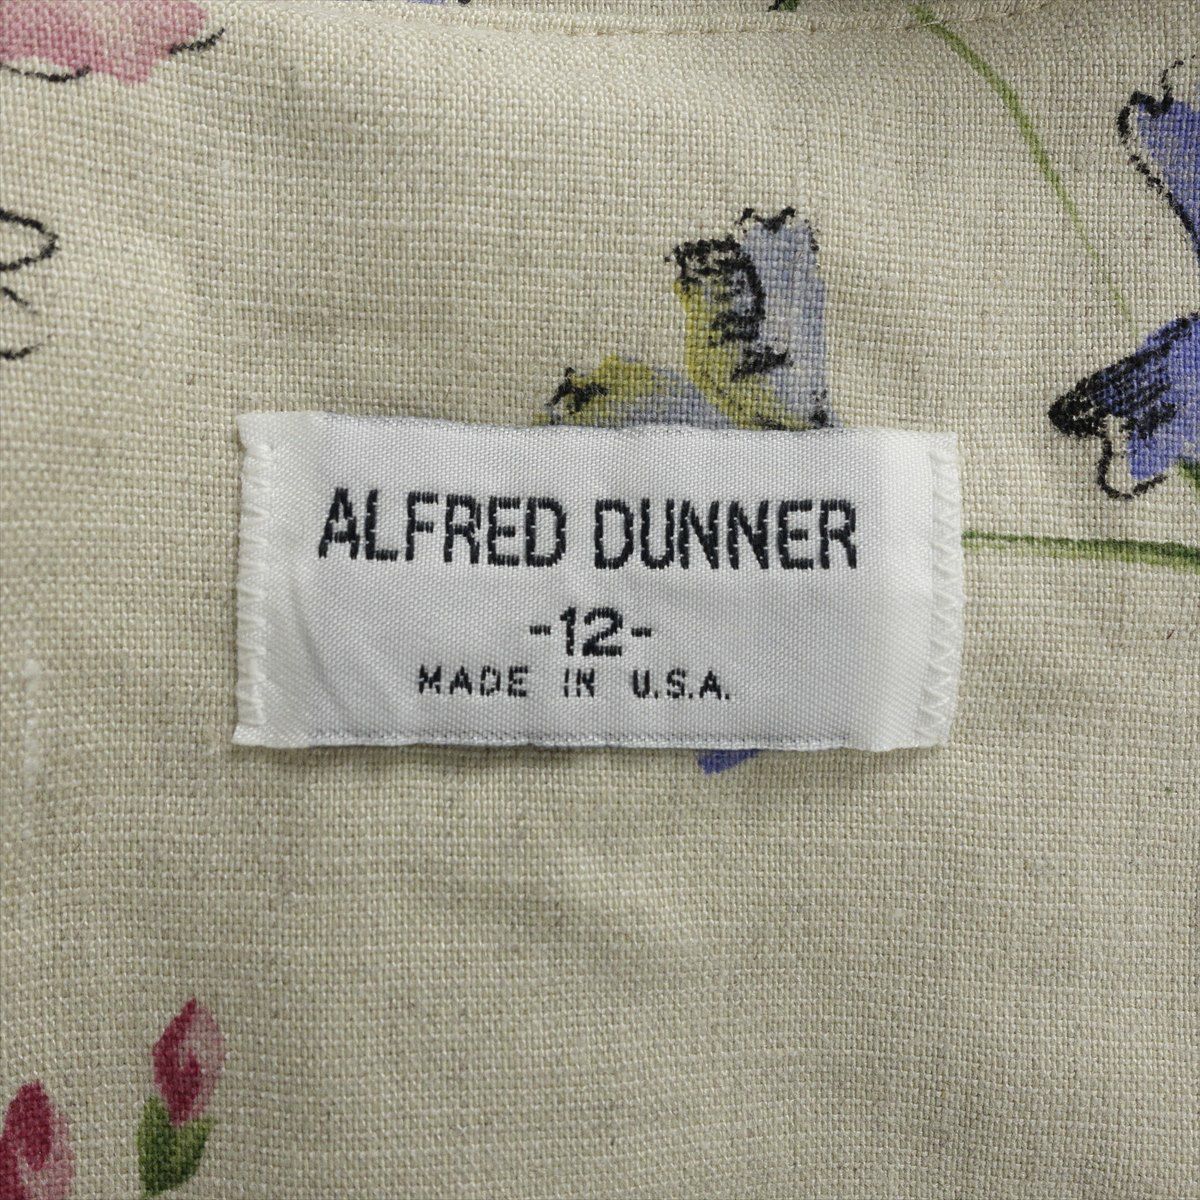 ALFRED DUNNER
-12-
MADE IN U.S.A.